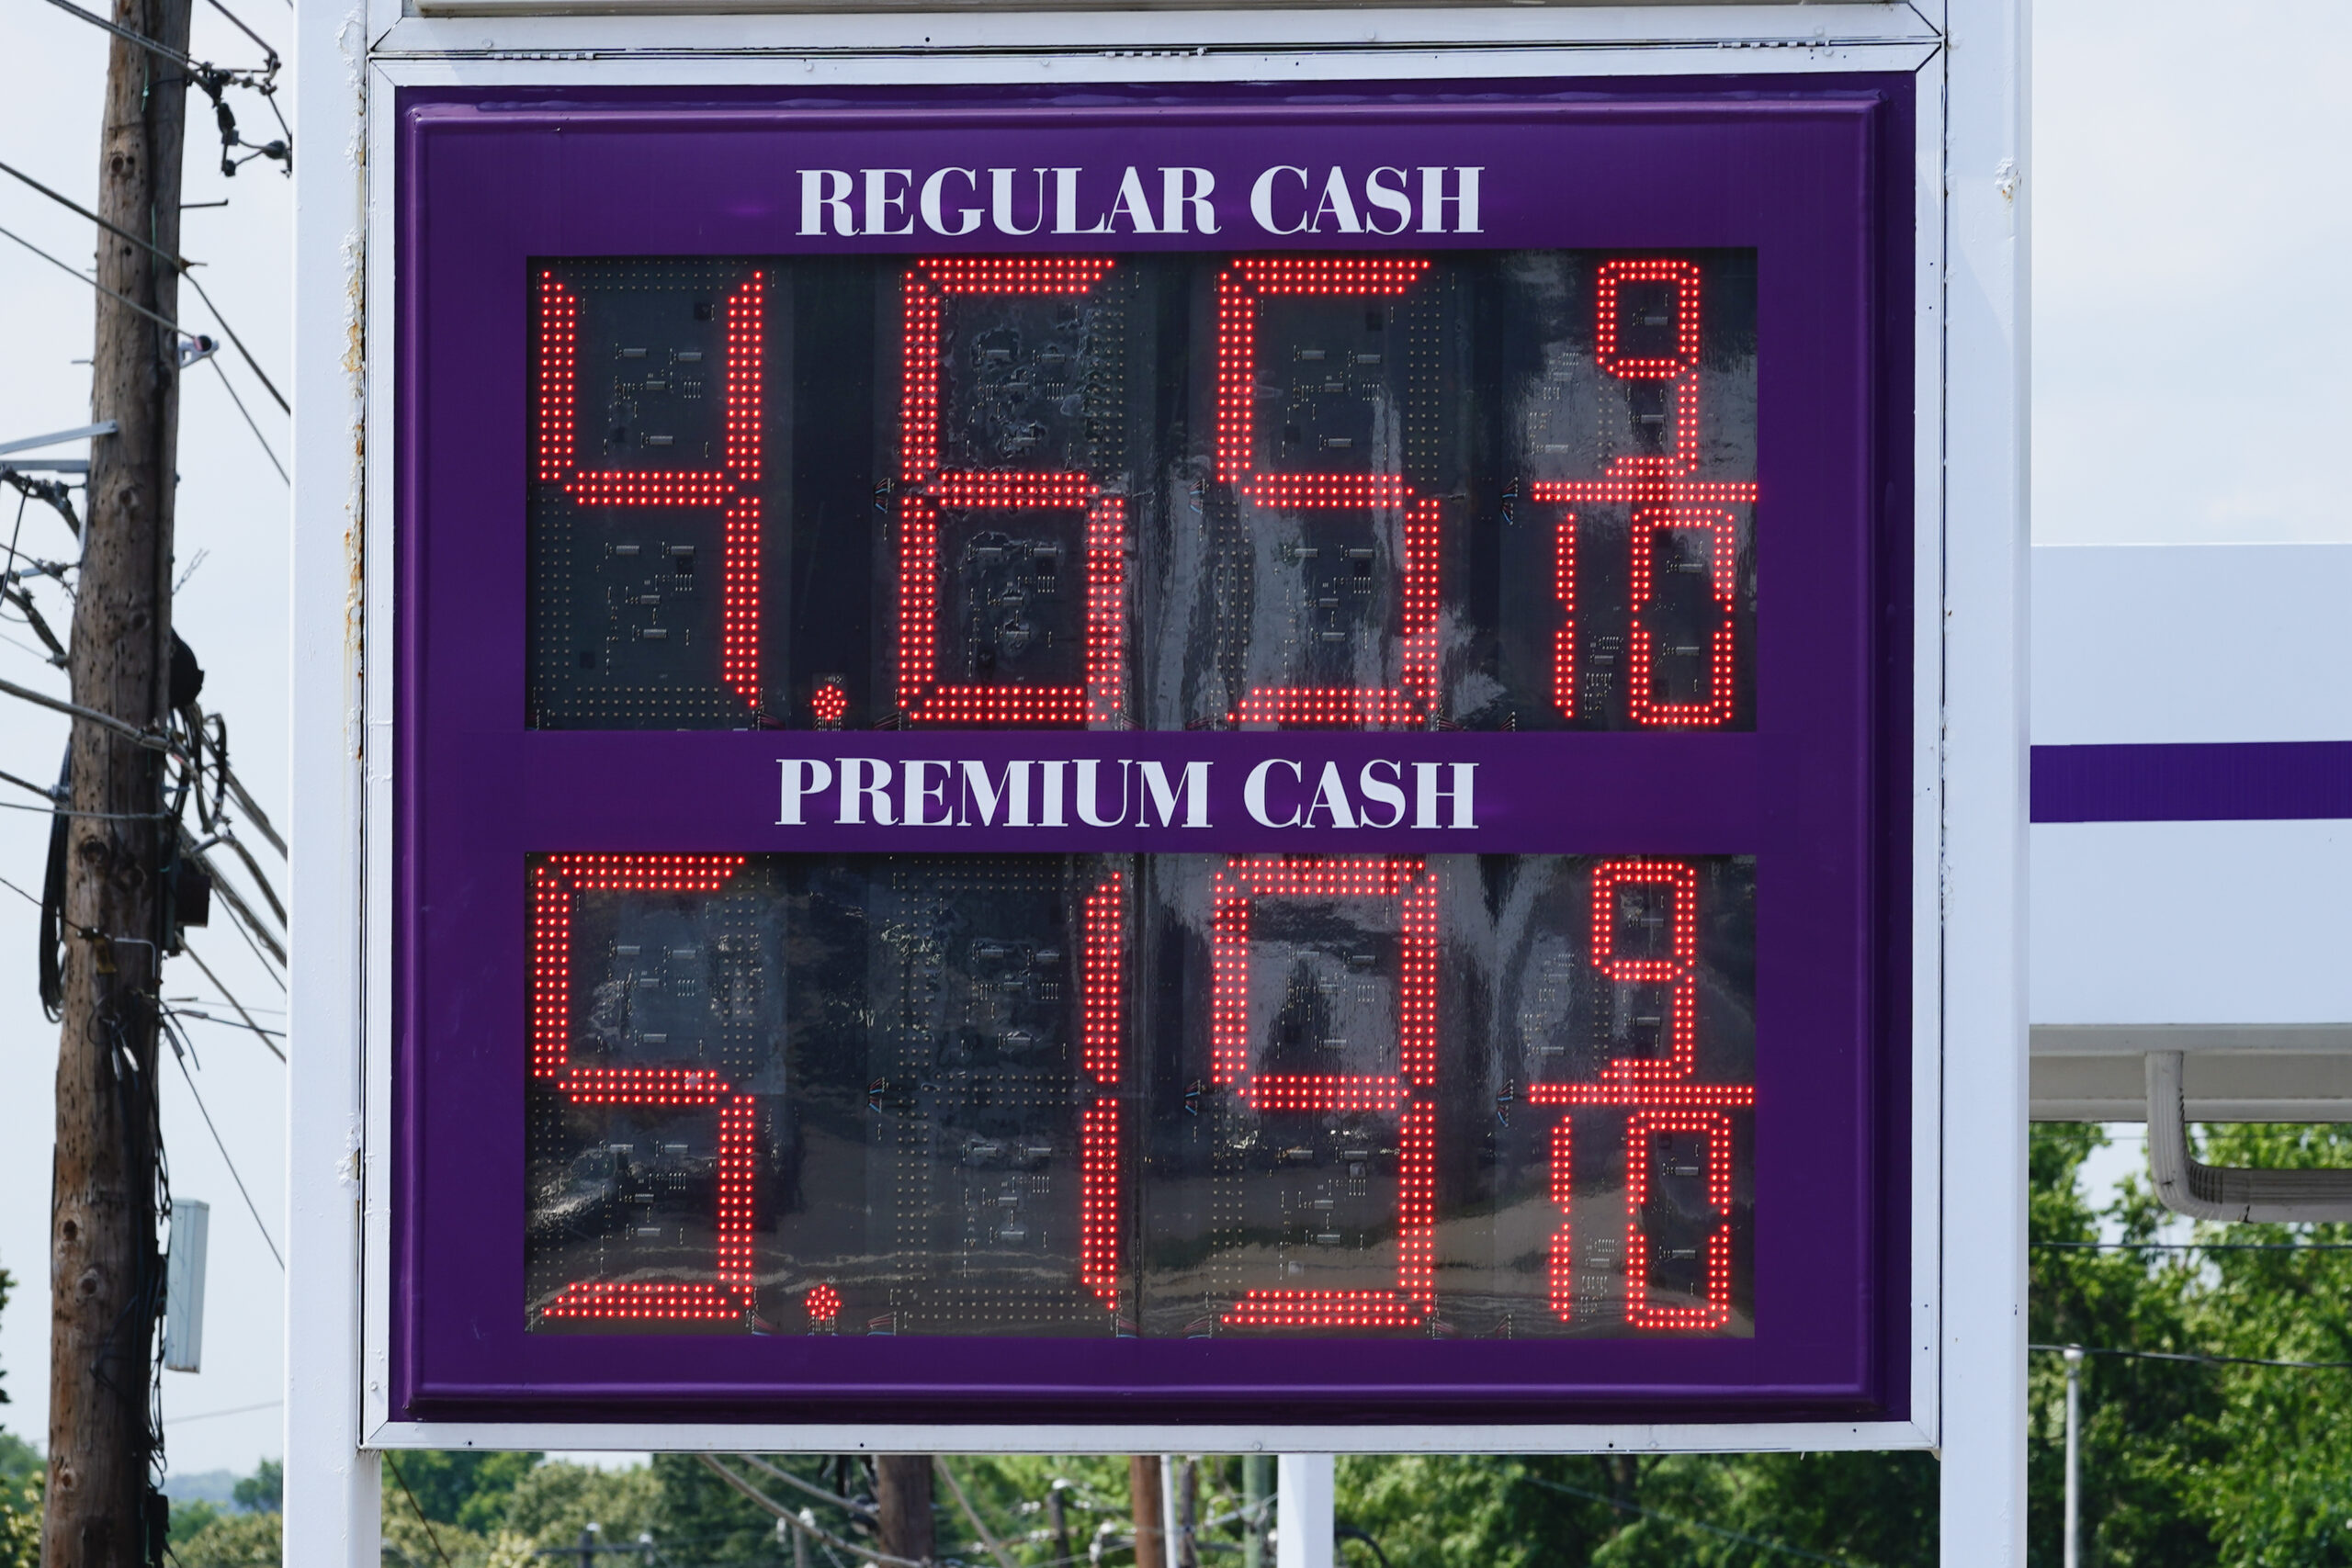 REGULAR CASH
4.65 9/10
PREMIUM CASH
5.19 9/10